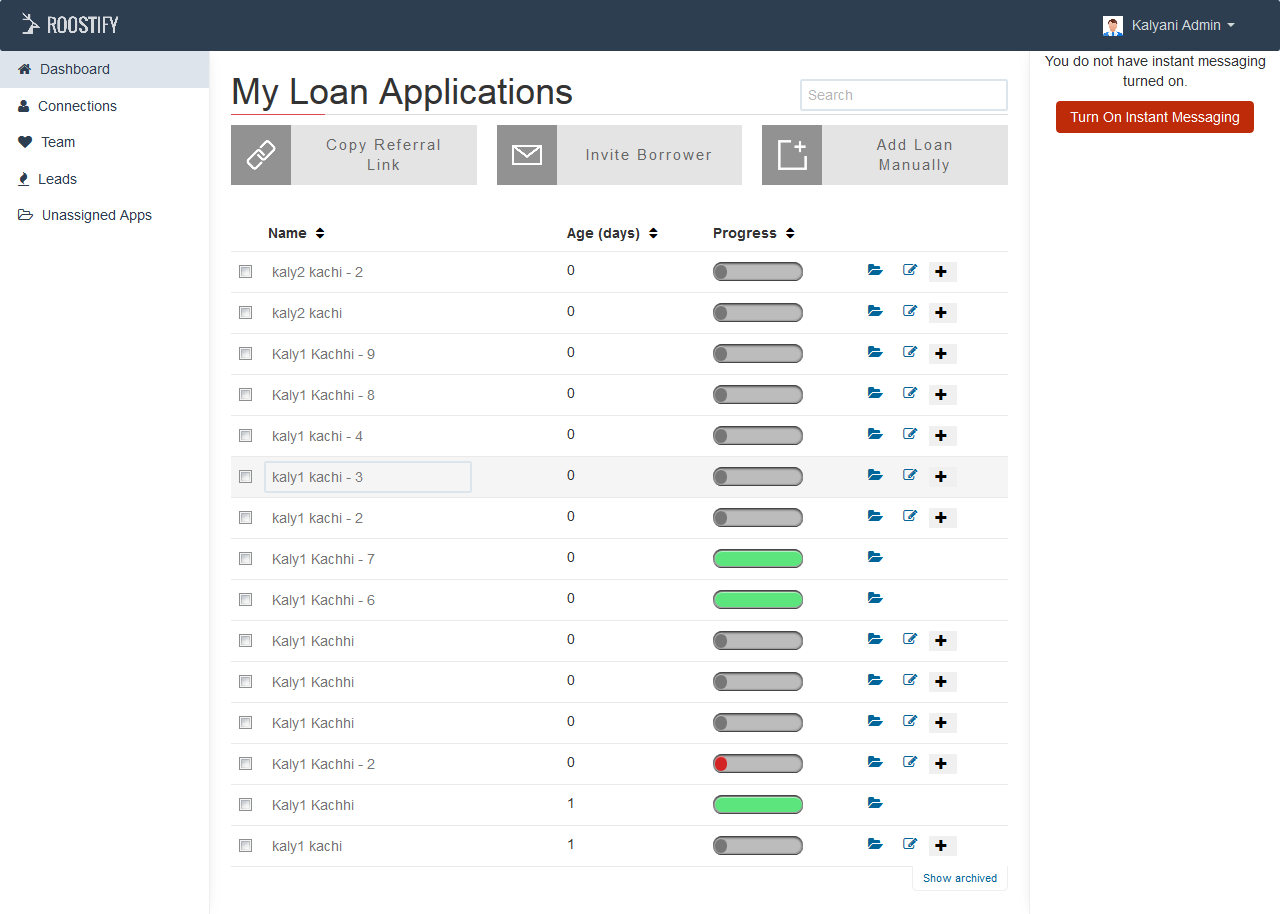 ROOSTIFY
Kalyani Admin
Dashboard
Connections
Team
Leads
Unassigned Apps
My Loan Applications
Search
Copy Referral
Link
Invite Borrower
Add Loan
Manually
Name Age (days) Progress
kaly2 kachi - 2 0
kaly2 kachi 0
Kaly1 Kachhi - 9 0
Kaly1 Kachhi - 8 0
kaly1 kachi - 4 0
kaly1 kachi - 3 0
kaly1 kachi - 2 0
Kaly1 Kachhi - 7 0
Kaly1 Kachhi - 6 0
Kaly1 Kachhi 0
Kaly1 Kachhi 0
Kaly1 Kachhi 0
Kaly1 Kachhi - 2 0
Kaly1 Kachhi 1
kaly1 kachi 1
Show archived
You do not have instant messaging
turned on.
Turn On Instant Messaging